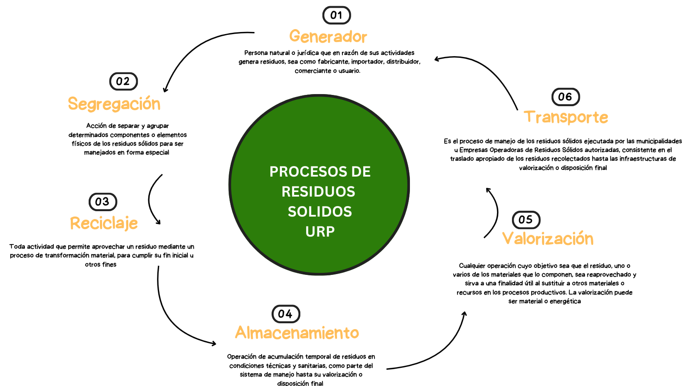 01
Generador
Persona natural o jurídica que en razón de sus actividades
genera residuos, sea como fabricante, importador, distribuidor,
comerciante o usuario.
02
Segregación
Acción de separar y agrupar
determinados componentes o elementos
físicos de los residuos sólidos para ser
manejados en forma especial
03
Reciclaje
Toda actividad que permite aprovechar un residuo mediante un
proceso de transformación material, para cumplir su fin inicial u
otros fines
04
Almacenamiento
Operación de acumulación temporal de residuos en
condiciones técnicas y sanitarias, como parte del
sistema de manejo hasta su valorización o
disposición final
05
Valorización
Cualquier operación cuyo objetivo sea que el residuo, uno o
varios de los materiales que lo componen, sea reaprovechado y
sirva a una finalidad útil al sustituir a otros materiales o
recursos en los procesos productivos. La valorización puede
ser material o energética
06
Transporte
Es el proceso de manejo de los residuos sólidos ejecutada por las municipalidades
u Empresas Operadoras de Residuos Sólidos autorizadas, consistente en el
traslado apropiado de los residuos recolectados hasta las infraestructuras de
valorización o disposición final
PROCESOS DE
RESIDUOS
SOLIDOS
URP